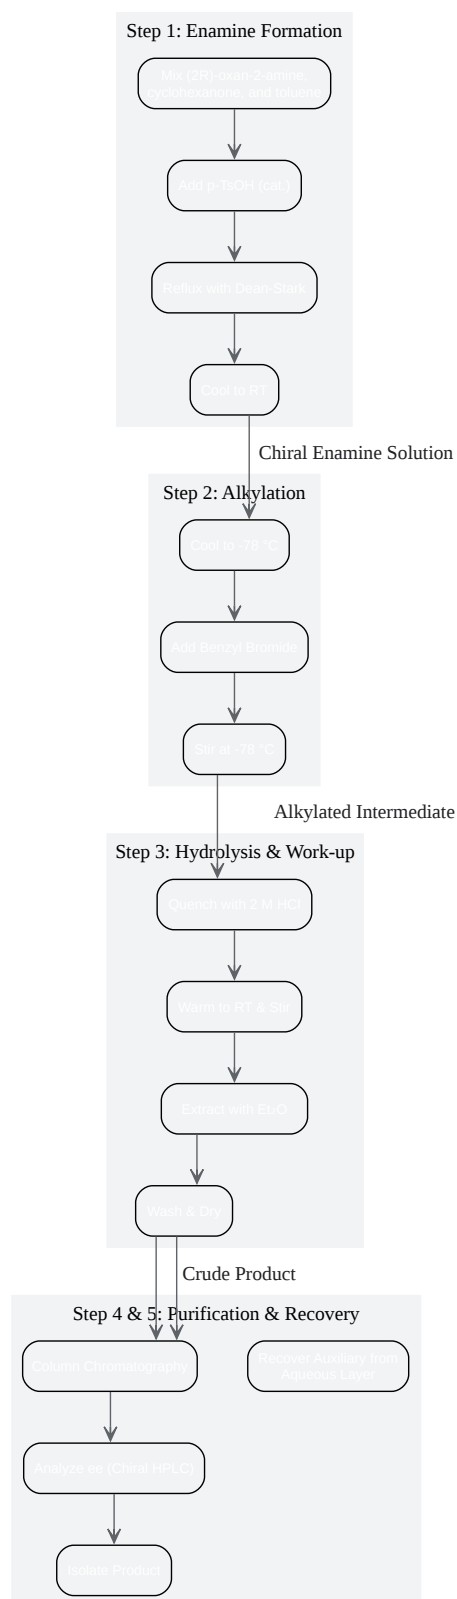 Step 1: Enamine Formation
Mix (2R)-oxan-2-amine,
cyclohexanone, and toluene
Add p-TsOH (cat.)
Reflux with Dean-Stark
Cool to RT
Chiral Enamine Solution
Step 2: Alkylation
Cool to -78 °C
Add Benzyl Bromide
Stir at -78 °C
Alkylated Intermediate
Step 3: Hydrolysis & Work-up
Quench with 2 M HCl
Warm to RT & Stir
Extract with Et₂O
Wash & Dry
Crude Product
Step 4 & 5: Purification & Recovery
Column Chromatography
Recover Auxiliary from
Aqueous Layer
Analyze ee (Chiral HPLC)
Isolate Product